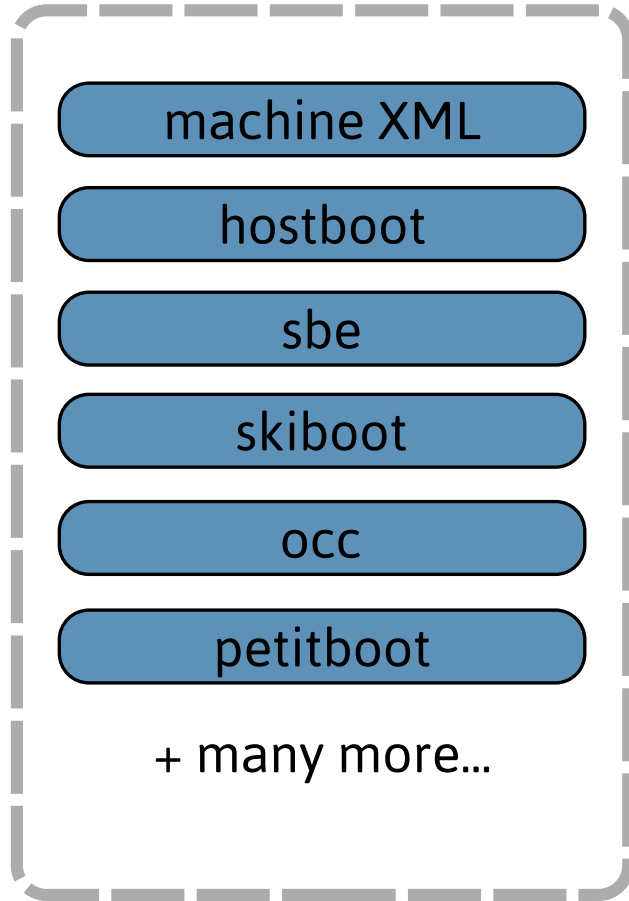 machine XML
hostboot
sbe
skiboot
occ
petitboot
+ many more...